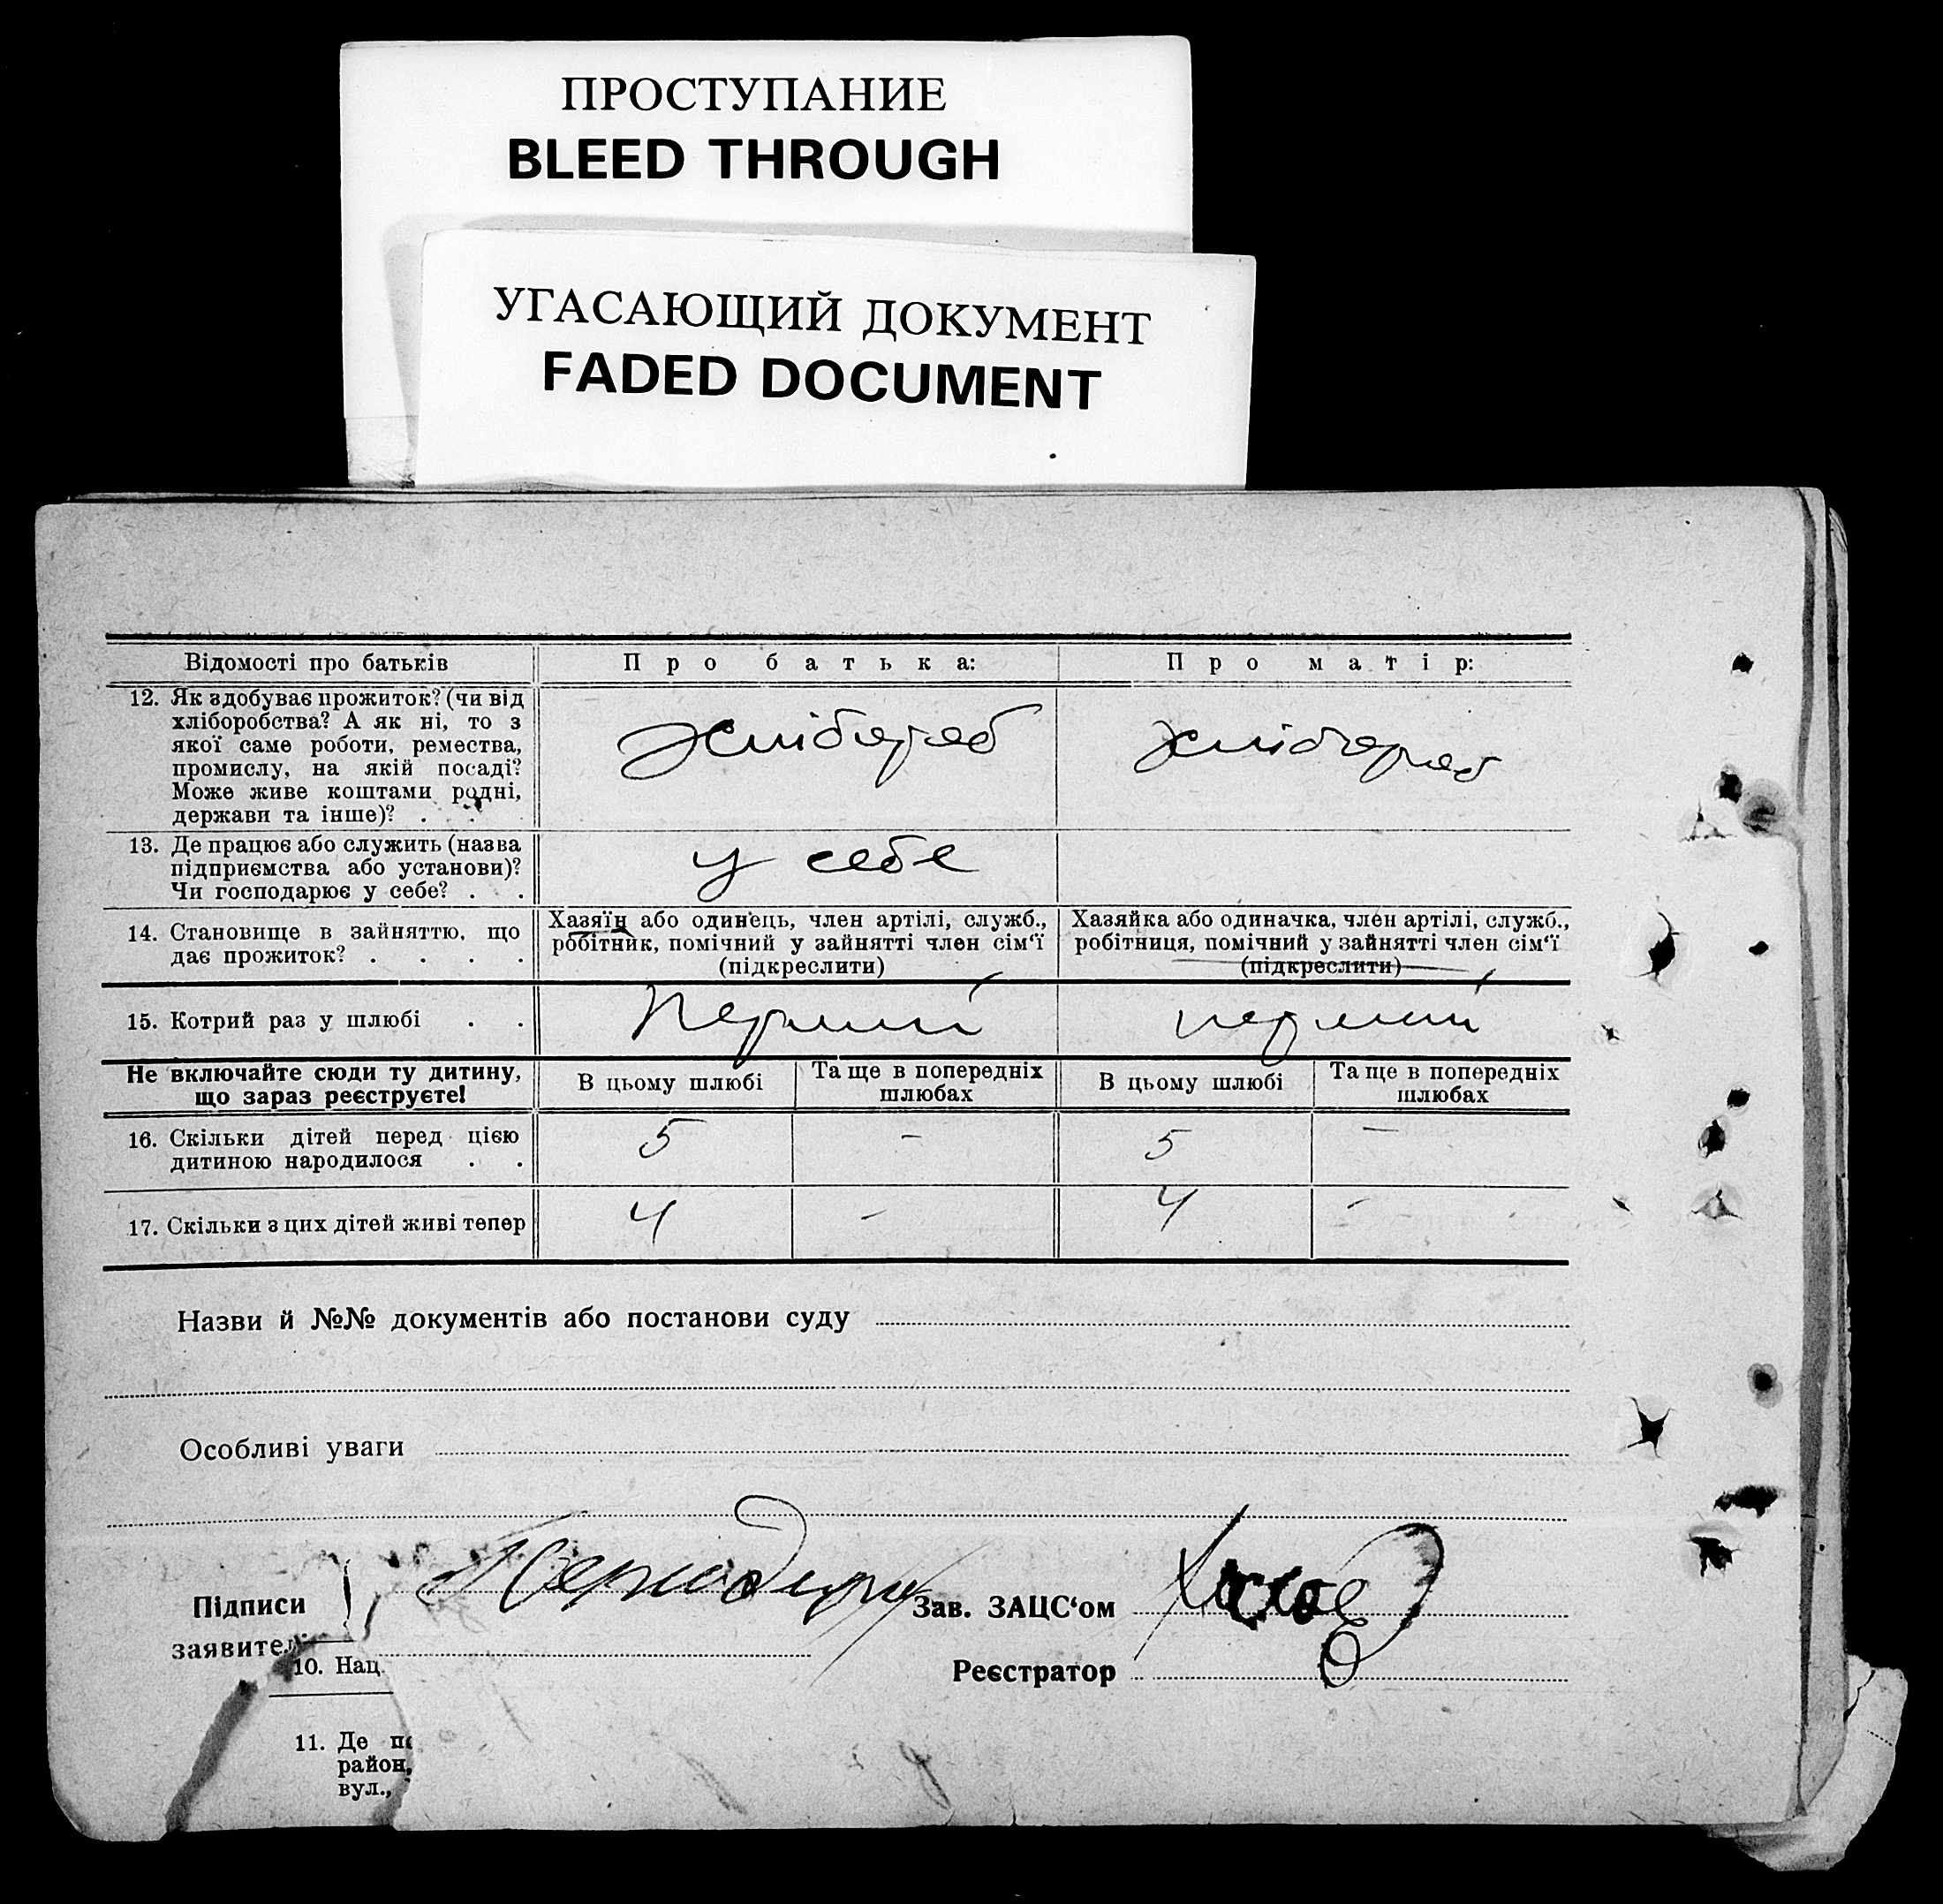 ПРОСТУПАНИЕ
BLEED THROUGH
УГАСАЮЩИЙ ДОКУМЕНТ
FADED DOCUMENT
Відомості про батьків
Про батька:
Про матір:
12. Як здобуває прожиток? (чи від
хліборобства? А як ні, то з
якої саме роботи, ремества,
промислу, на якій посаді?
Може живе коштами родні,
держави та інше)? .
хлібороб
хлібороб
13. Де працює або служить (назва
підприємства або установи)?
Чи господарює у себе? . .
у себе
14. Становище в зайняттю, що
дає прожиток? . . . .
Хазяїн або одинець, член артілі, служб.,
робітник, помічний у зайнятті член сім‘ї
(підкреслити)
Хазяйка або одиначка, член артілі, служб.,
робітниця, помічний у зайнятті член сім‘ї
(підкреслити)
15. Котрий раз у шлюбі . .
перший
перший
Не включайте сюди ту дитину,
що зараз реєструєте!
В цьому шлюбі
Та ще в попередніх
шлюбах
В цьому шлюбі
Та ще в попередніх
шлюбах
16. Скільки дітей перед цією
дитиною народилося . .
5
-
5
-
17. Скільки з цих дітей живі тепер
4
-
4
-
Назви й №№ документів або постанови суду
Особливі уваги
Підписи
заявител
Зав. ЗАЦС‘ом
Реєстратор
10. Нац.
11. Де по
район,
вул.,